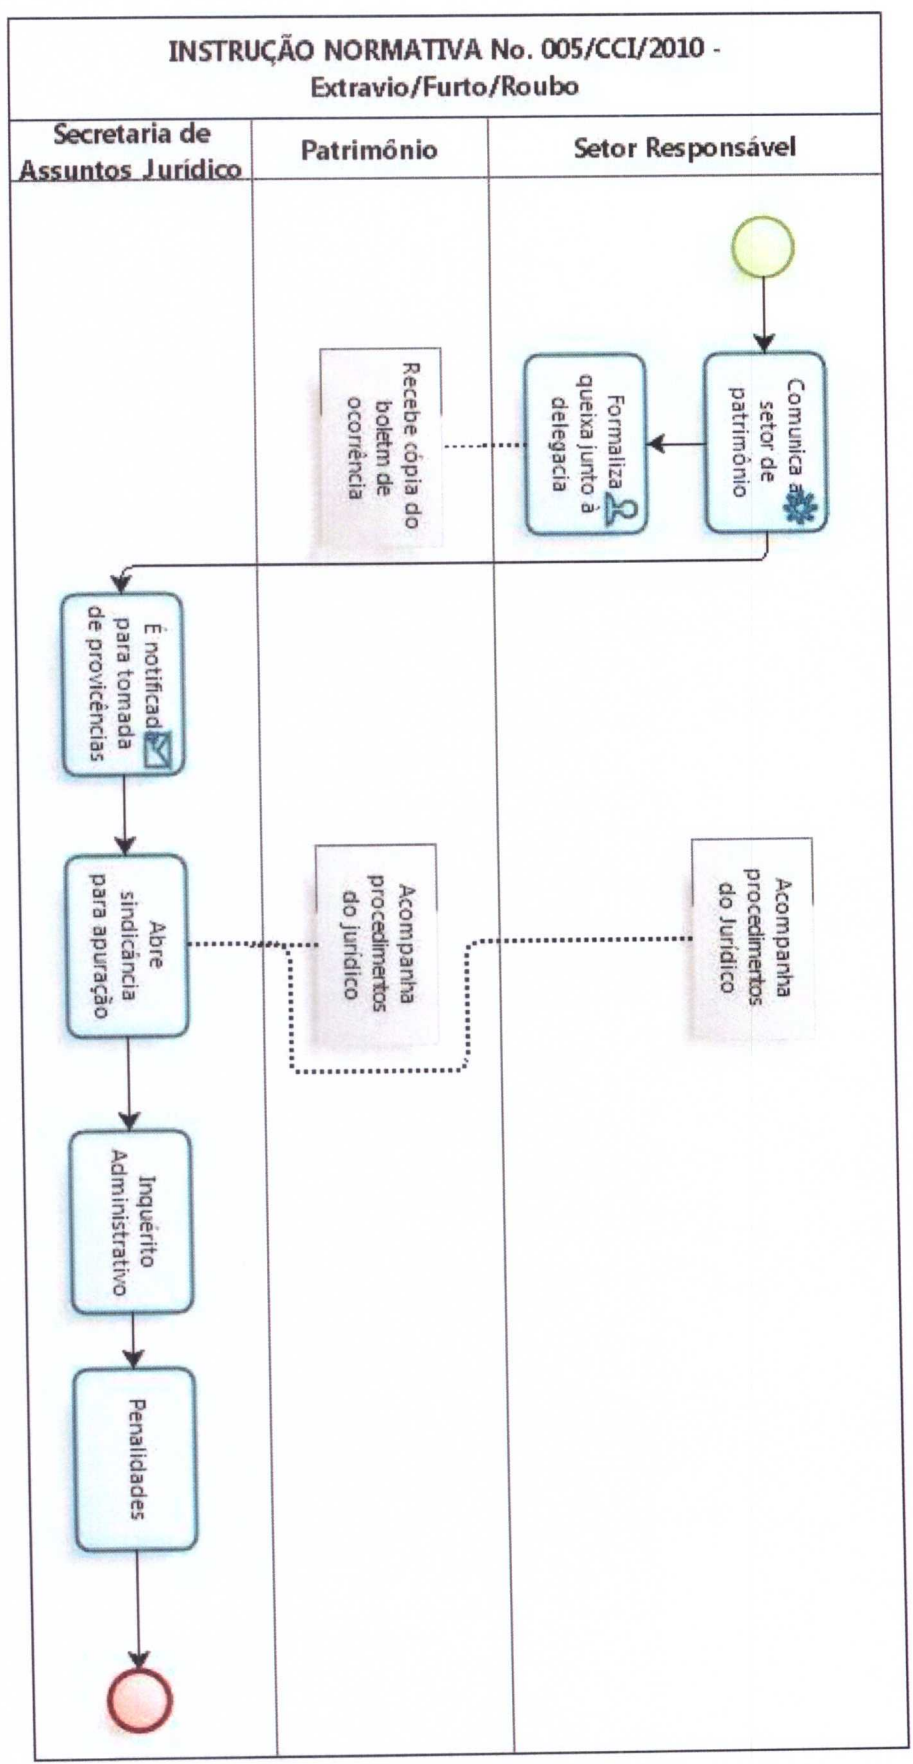 INSTRUÇÃO NORMATIVA No. 005/CCI/2010 -
Extravio/Furto/Roubo
Secretaria de
Assuntos Jurídico
Patrimônio
Setor Responsável
Comunica a
setor de
patrimônio
Formaliza
queixa junto à
delegacia
Recebe cópia do
boletm de
ocorrência
É notificada
para tomada
de provicências
Abre
sindicância
para apuração
Acompanha
procedimentos
do jurídico
Acompanha
procedimentos
do Jurídico
Inquérito
Administrativo
Penalidades